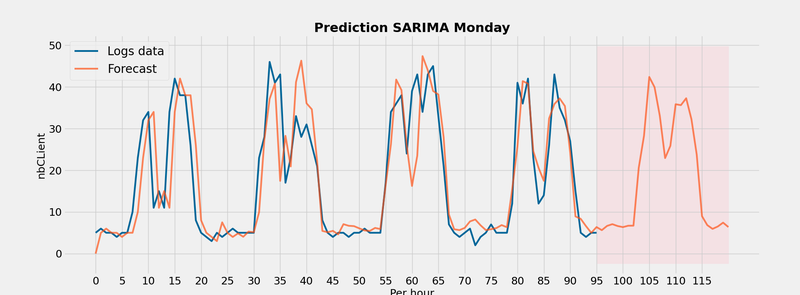 Prediction SARIMA Monday
Logs data
Forecast
nbCLient
50
40
30
20
10
0
0 5 10 15 20 25 30 35 40 45 50 55 60 65 70 75 80 85 90 95 100 105 110 115
Per hour